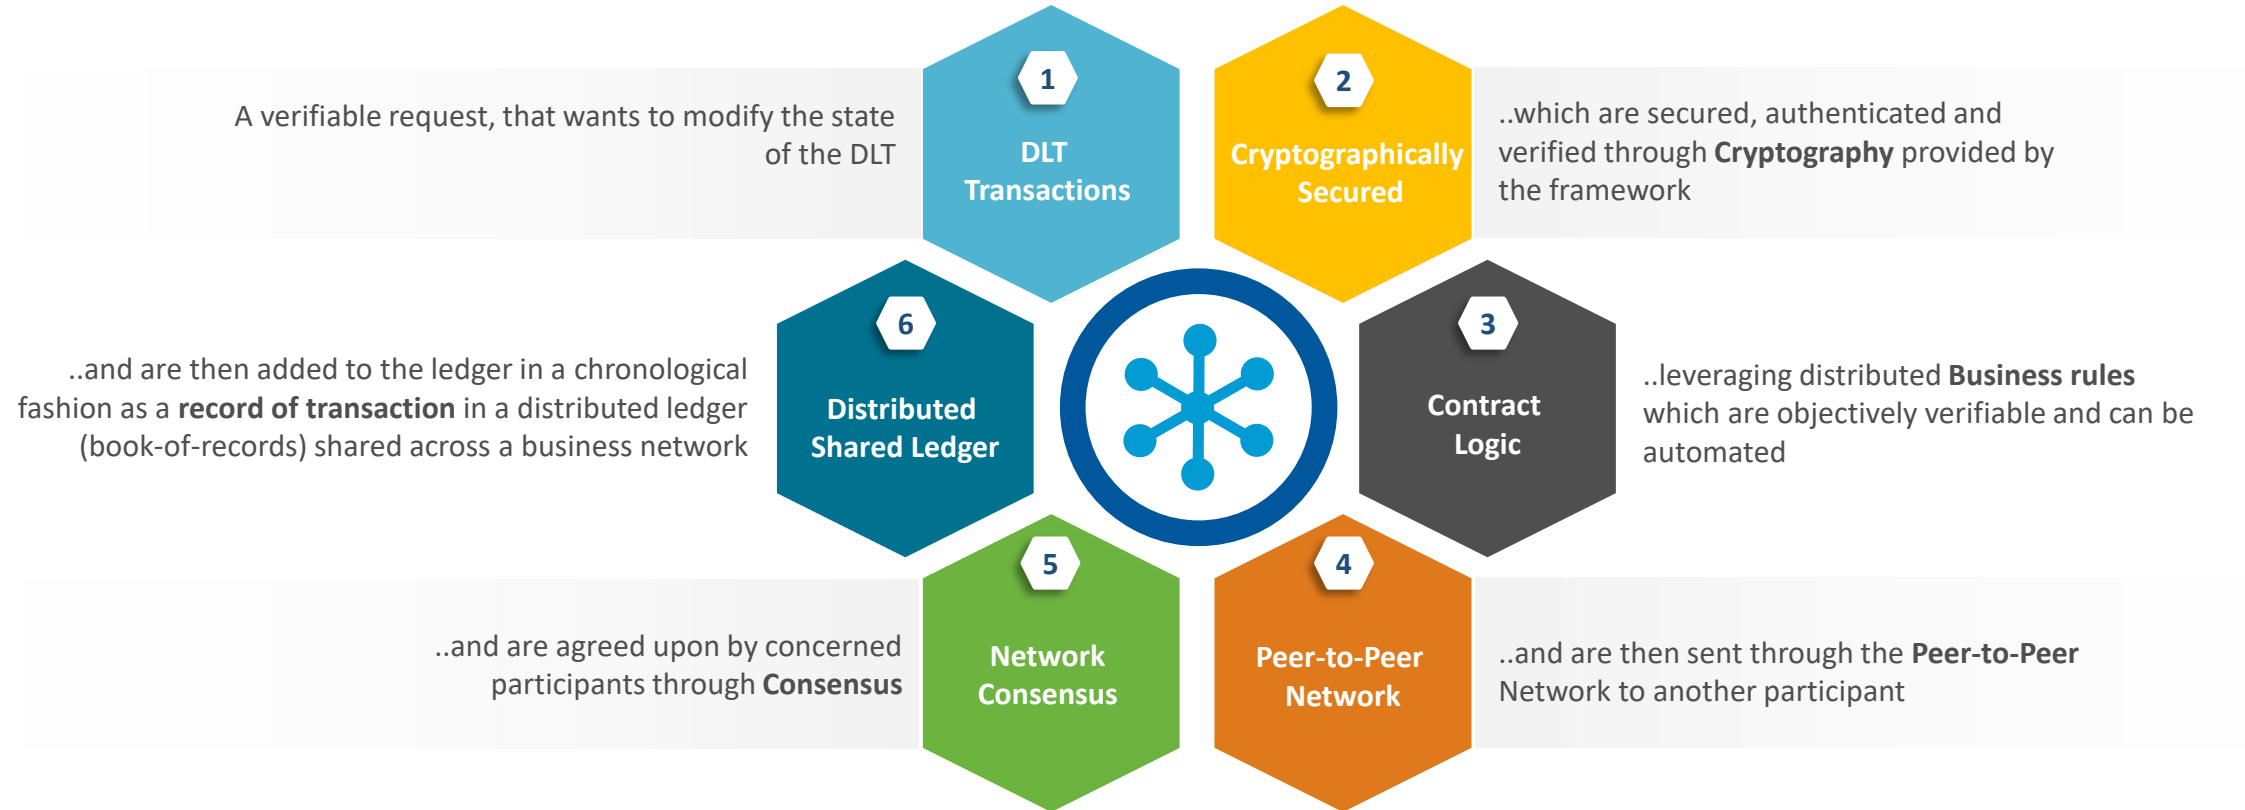 1
DLT
Transactions
A verifiable request, that wants to modify the state
of the DLT
2
Cryptographically
Secured
..which are secured, authenticated and
verified through Cryptography provided by
the framework
3
Contract
Logic
..leveraging distributed Business rules
which are objectively verifiable and can be
automated
4
Peer-to-Peer
Network
..and are then sent through the Peer-to-Peer
Network to another participant
5
Network
Consensus
..and are agreed upon by concerned
participants through Consensus
6
Distributed
Shared Ledger
..and are then added to the ledger in a chronological
fashion as a record of transaction in a distributed ledger
(book-of-records) shared across a business network